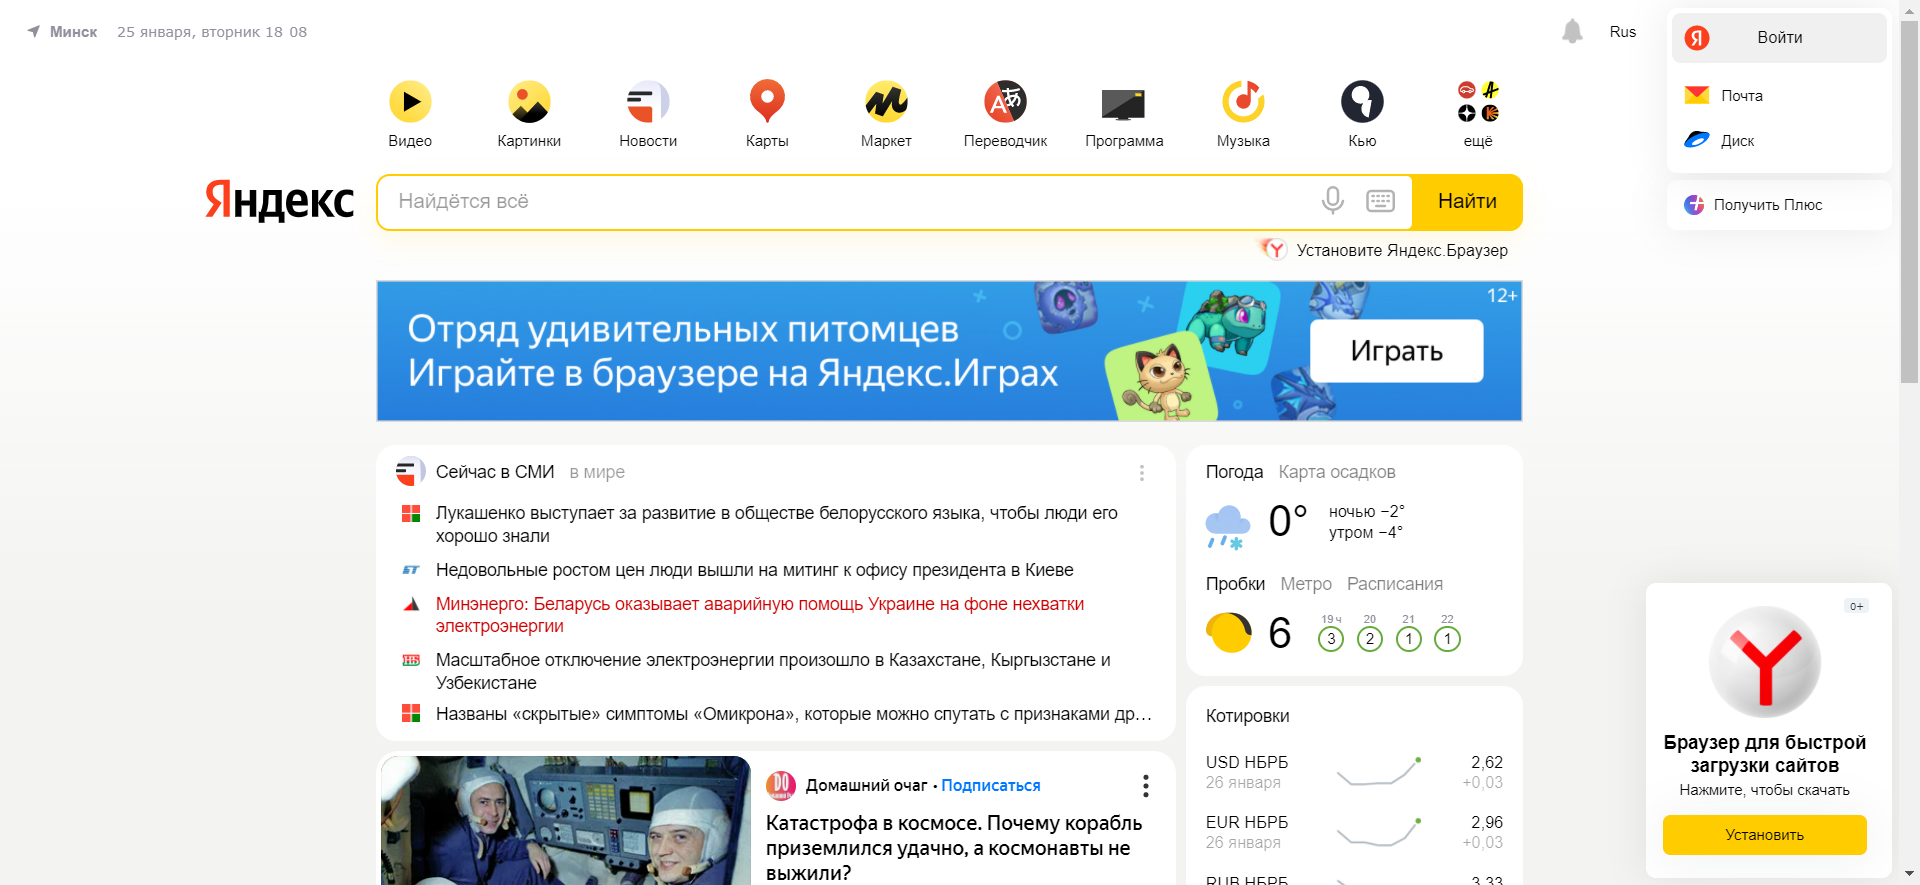 Минск 25 января, вторник 18 08
Rus
Войти
Почта
Диск
Получить Плюс
Видео Картинки Новости Карты Маркет Переводчик Программа Музыка Кью ещё
Яндекс
Найдётся всё
Найти
Установите Яндекс.Браузер
12+
Отряд удивительных питомцев
Играйте в браузере на Яндекс.Играх
Играть
Сейчас в СМИ в мире
Лукашенко выступает за развитие в обществе белорусского языка, чтобы люди его
хорошо знали
Недовольные ростом цен люди вышли на митинг к офису президента в Киеве
Минэнерго: Беларусь оказывает аварийную помощь Украине на фоне нехватки
электроэнергии
Масштабное отключение электроэнергии произошло в Казахстане, Кыргызстане и
Узбекистане
Названы «скрытые» симптомы «Омикрона», которые можно спутать с признаками др...
Домашний очаг • Подписаться
Катастрофа в космосе. Почему корабль
приземлился удачно, а космонавты не
выжили?
Погода Карта осадков
0° ночью −2°
утром −4°
Пробки Метро Расписания
6
19 ч 20 21 22
3 2 1 1
Котировки
USD НБРБ 2,62
26 января +0,03
EUR НБРБ 2,96
26 января +0,03
RUB НБРБ 3,33
0+
Браузер для быстрой
загрузки сайтов
Нажмите, чтобы скачать
Установить